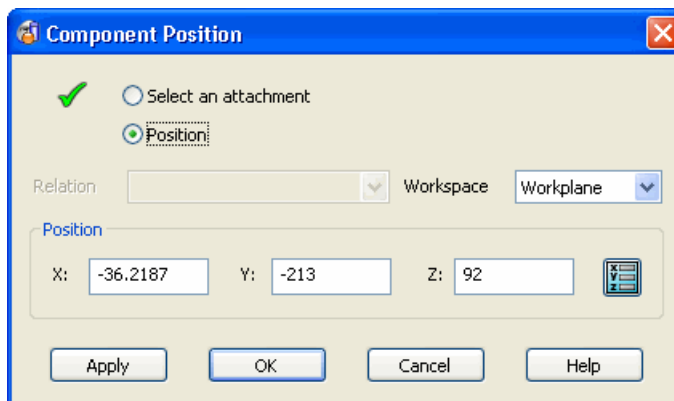 Component Position
Select an attachment
Position
Relation Workspace Workplane
Position
X: -36.2187 Y: -213 Z: 92
X
Y
Z
Apply OK Cancel Help